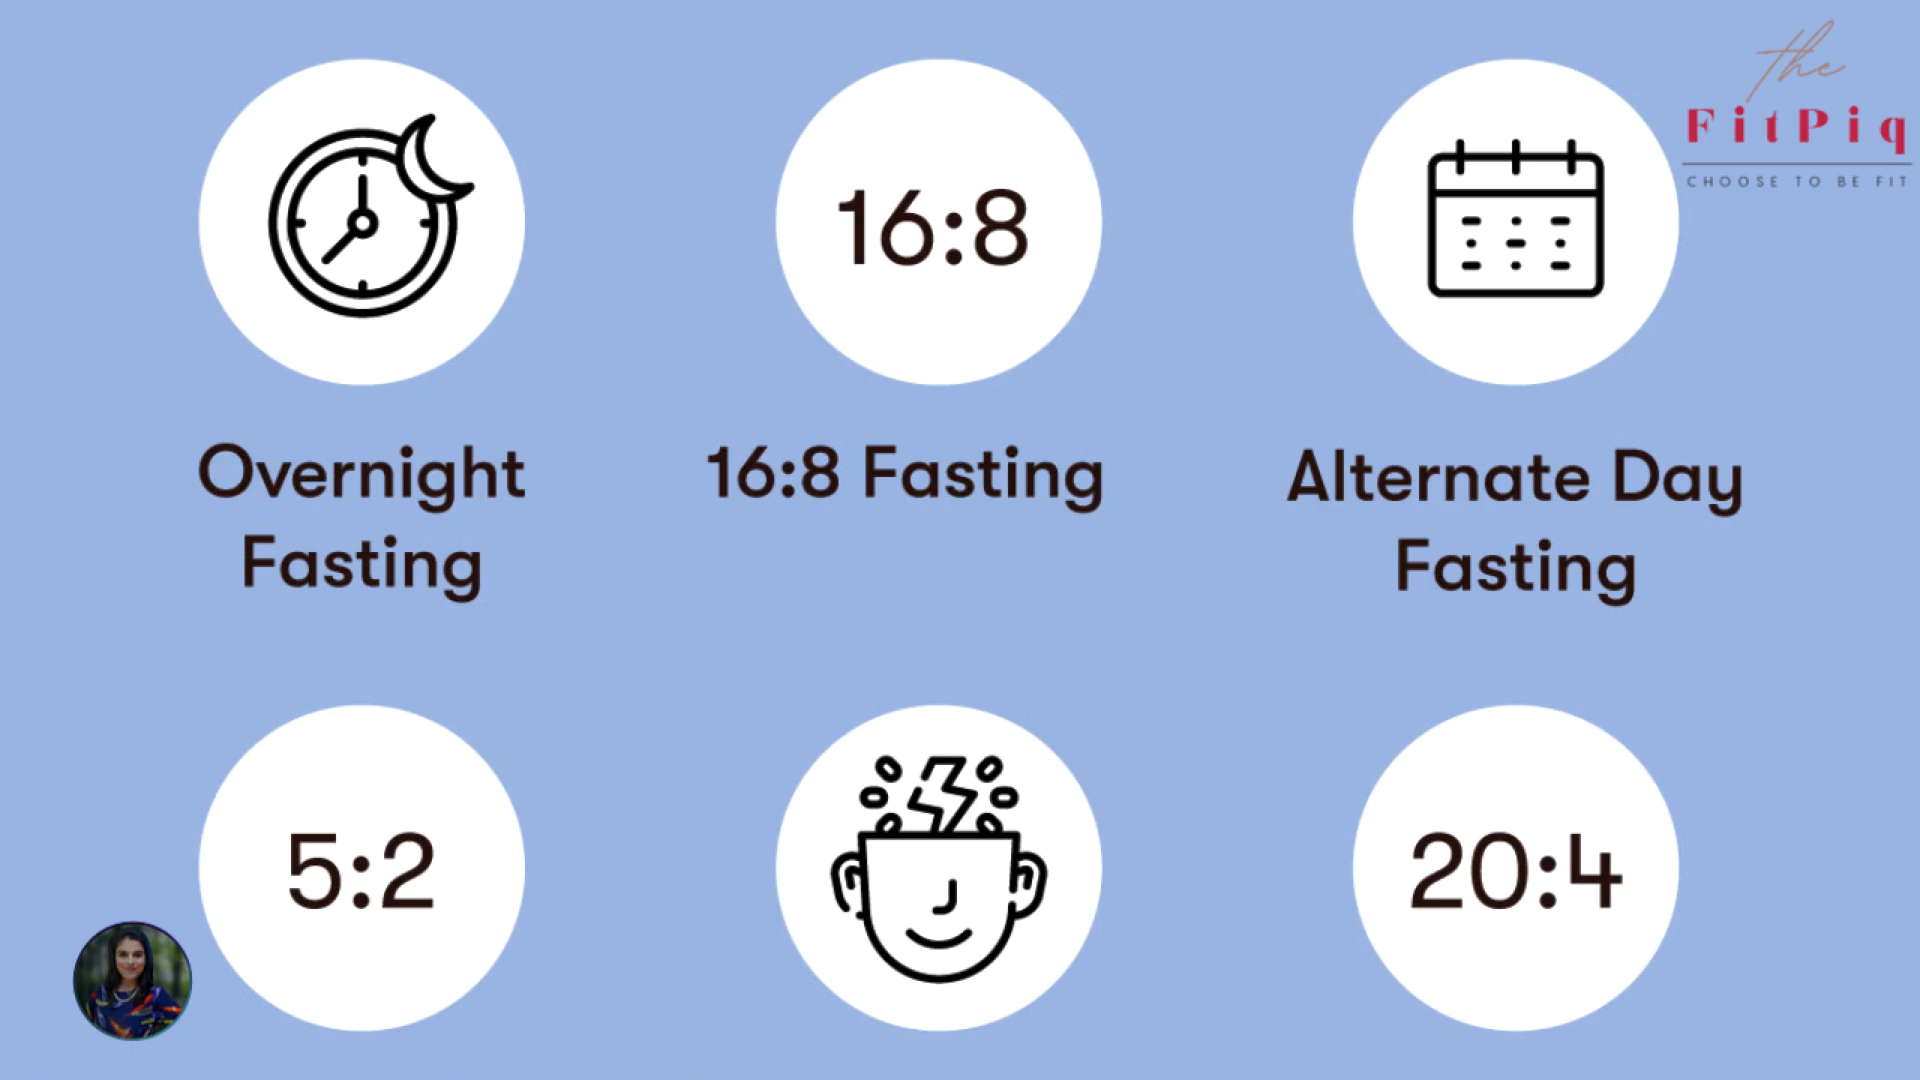 the
FitPiq
CHOOSE TO BE FIT
16:8
Overnight
Fasting
16:8 Fasting
Alternate Day
Fasting
5:2
20:4